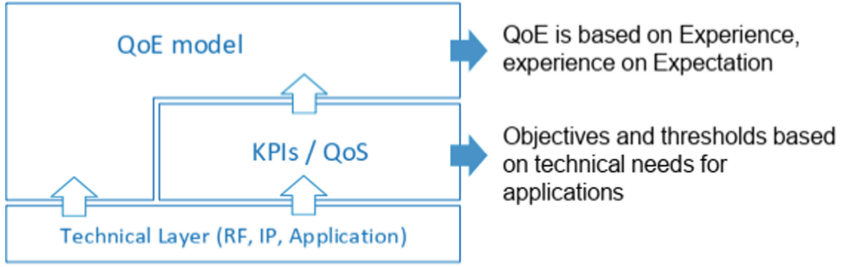 QoE model
QoE is based on Experience,
experience on Expectation
KPIs / QoS
Objectives and thresholds based
on technical needs for
applications
Technical Layer (RF, IP, Application)